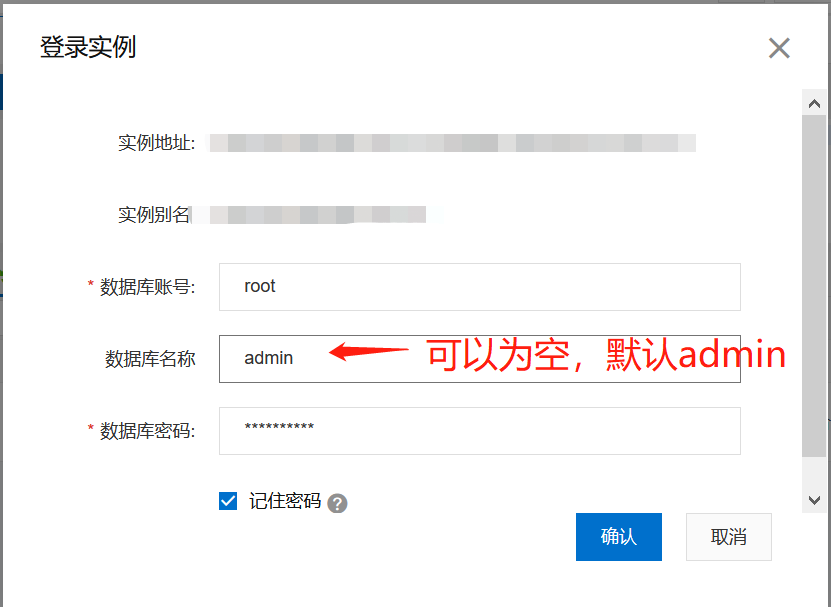 登录实例
实例地址:
实例别名
* 数据库账号: root
数据库名称 admin 可以为空，默认admin
* 数据库密码: **********
记住密码 ?
确认 取消